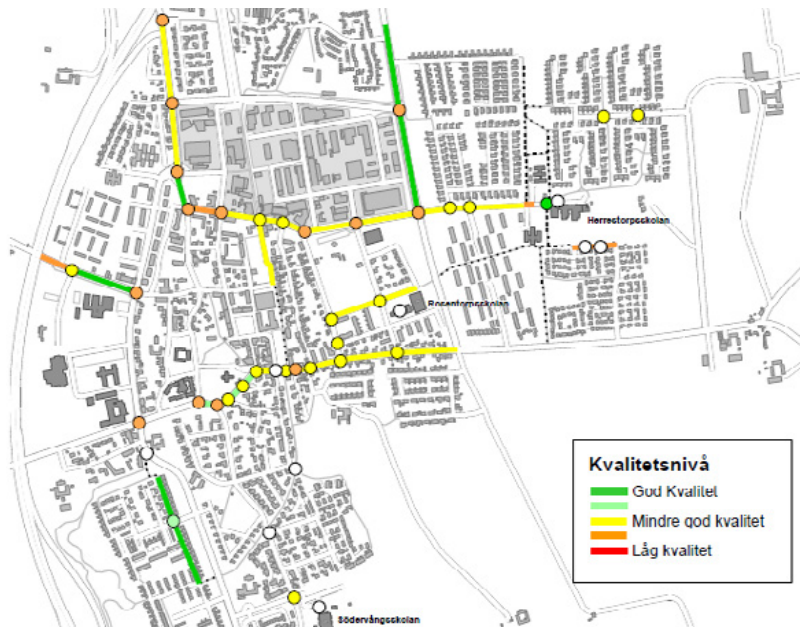 Herrestorpsskolan
Rosentorpsskolan
Kvalitetsnivå
God Kvalitet
Mindre god kvalitet
Låg kvalitet
Södervångsskolan